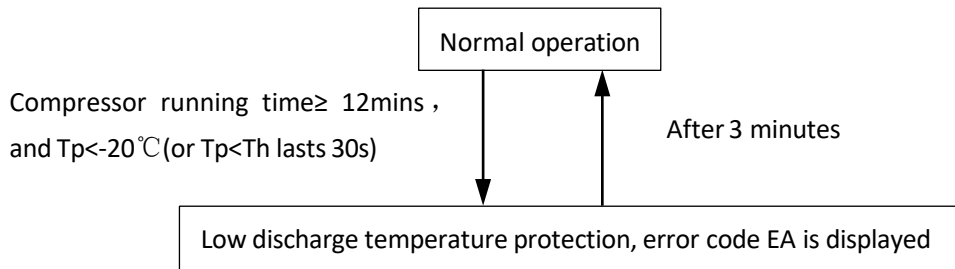 Normal operation
Compressor running time≥ 12mins，
and Tp<-20℃(or Tp<Th lasts 30s)
After 3 minutes
Low discharge temperature protection, error code EA is displayed